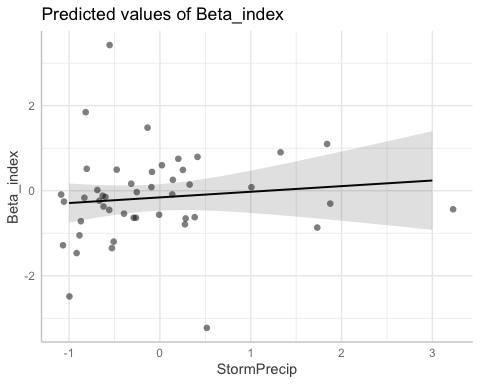 Predicted values of Beta_index
Beta_index
2
0
-2
-1
0
1
2
3
StormPrecip